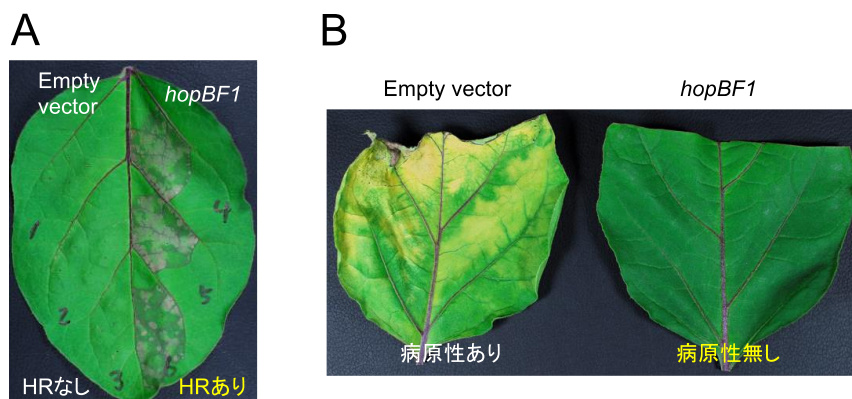 A
Empty
vector
hopBF1
1
4
2
5
3
6
HRなし
HRあり
B
Empty vector
hopBF1
病原性あり
病原性無し